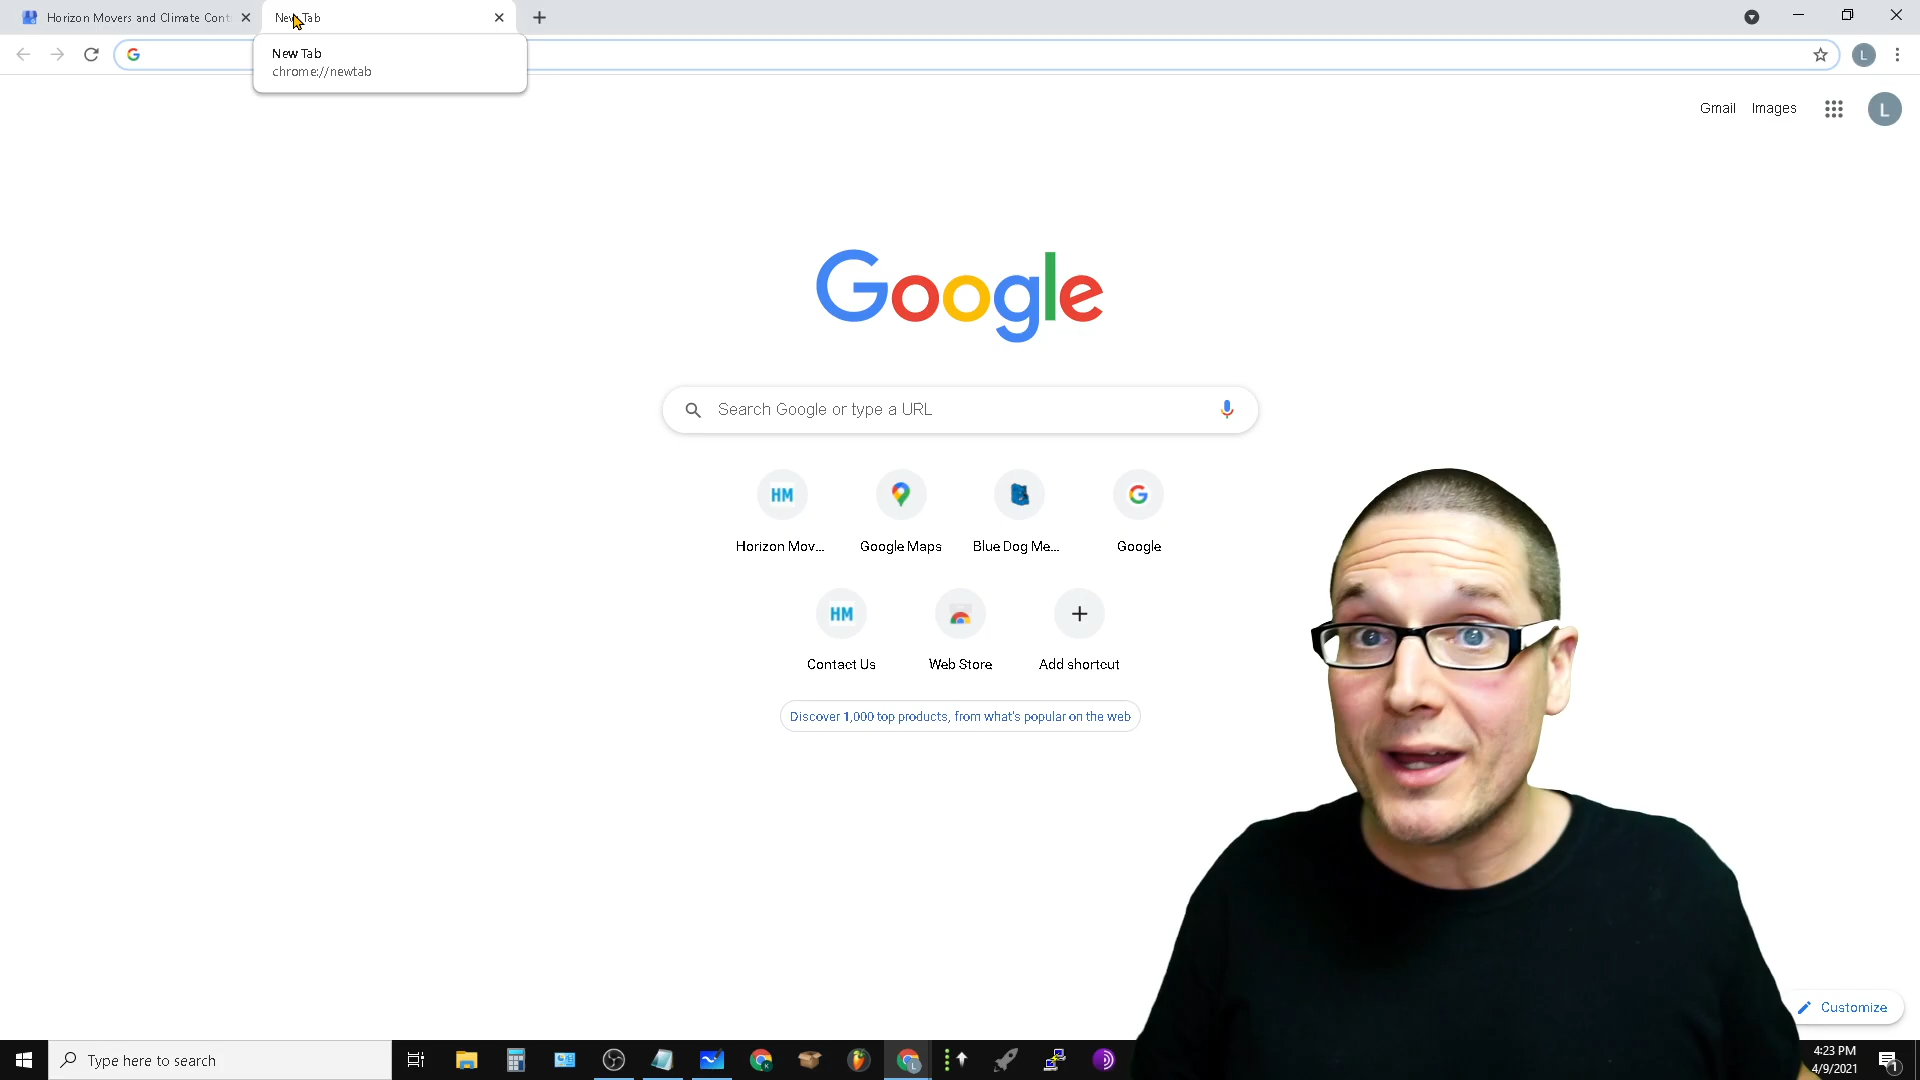 Horizon Movers and Climate Cont
New Tab
New Tab
chrome://newtab
L
Gmail
Images
L
Google
Search Google or type a URL
HM
Horizon Mov...
Google Maps
Blue Dog Me...
Google
HM
Contact Us
Web Store
Add shortcut
Discover 1,000 top products, from what's popular on the web
Customize
Type here to search
4:23 PM
4/9/2021
1